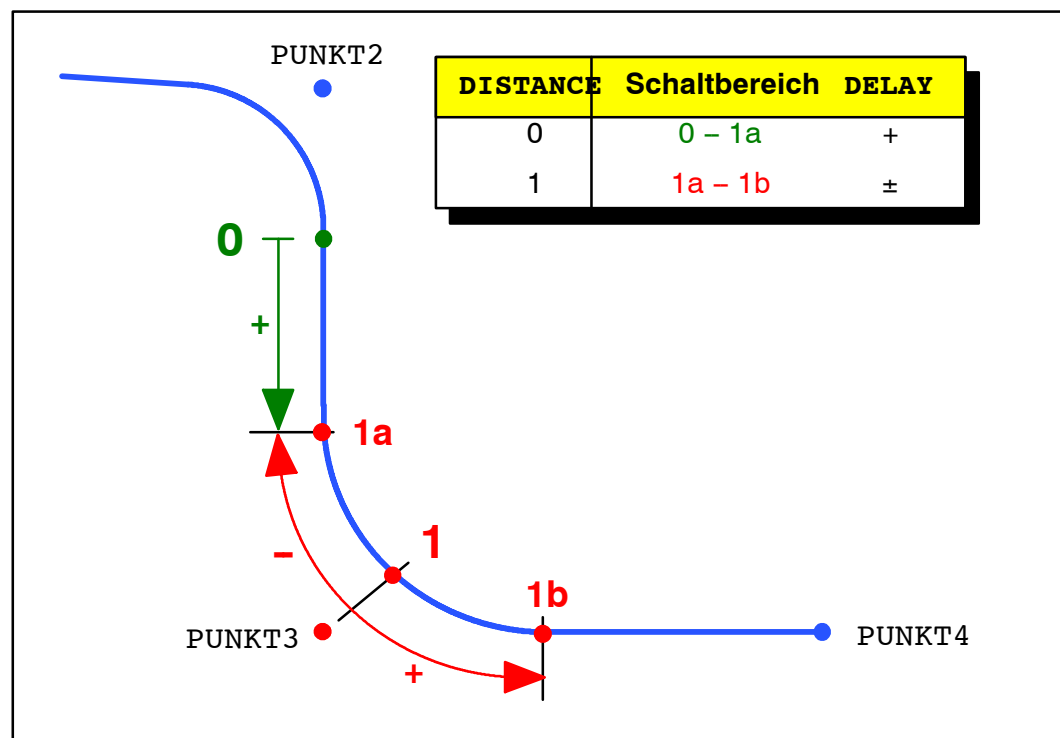 PUNKT2
DISTANCE Schaltbereich DELAY
0 0 – 1a +
1 1a – 1b ±
0
+
1a
–
1
1b
PUNKT3
+
PUNKT4